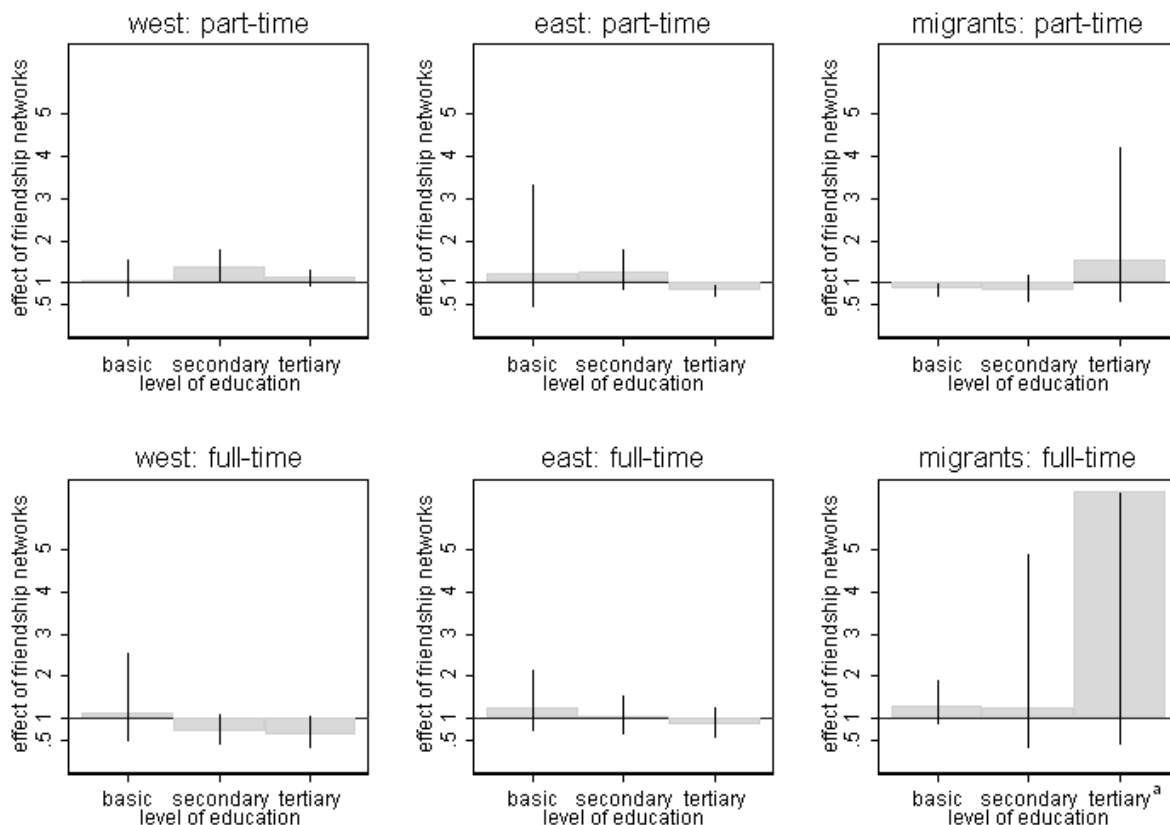 west: part-time
effect of friendship networks
5
4
3
2
1
.5
basic secondary tertiary
level of education
east: part-time
effect of friendship networks
5
4
3
2
1
.5
basic secondary tertiary
level of education
migrants: part-time
effect of friendship networks
5
4
3
2
1
.5
basic secondary tertiary
level of education
west: full-time
effect of friendship networks
5
4
3
2
1
.5
basic secondary tertiary
level of education
east: full-time
effect of friendship networks
5
4
3
2
1
.5
basic secondary tertiary
level of education
migrants: full-time
effect of friendship networks
5
4
3
2
1
.5
basic secondary tertiary a
level of education